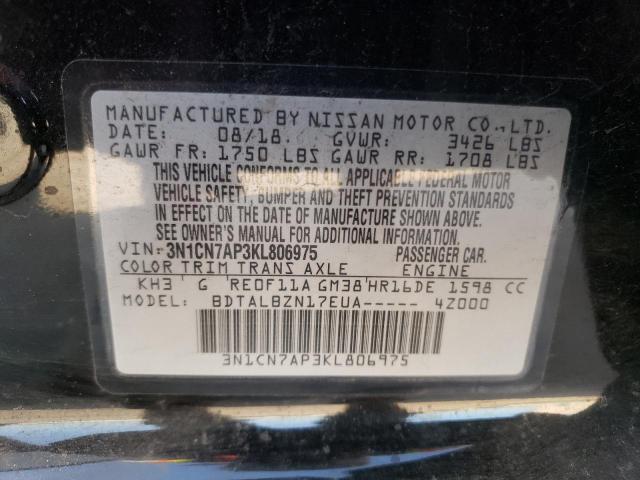 MANUFACTURED BY NISSAN MOTOR CO., LTD.
DATE: 08/18. GVWR: 3426 LBS
GAWR FR: 1750 LBS GAWR RR: 1708 LBS
THIS VEHICLE CONFORMS TO ALL APPLICABLE FEDERAL MOTOR
VEHICLE SAFETY, BUMPER AND THEFT PREVENTION STANDARDS
IN EFFECT ON THE DATE OF MANUFACTURE SHOWN ABOVE.
SEE OWNER'S MANUAL FOR ADDITIONAL INFORMATION.
VIN: 3N1CN7AP3KL806975 PASSENGER CAR.
COLOR TRIM TRANS AXLE ENGINE
KH3 G RE0F11A GM38 HR16DE 1598 CC
MODEL: BDTALBZN17EUA----- 4Z000
3N1CN7AP3KL806975